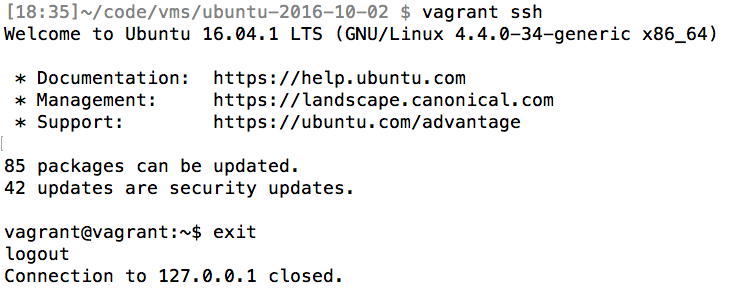 [18:35]~/code/vms/ubuntu-2016-10-02 $ vagrant ssh
Welcome to Ubuntu 16.04.1 LTS (GNU/Linux 4.4.0-34-generic x86_64)
* Documentation: https://help.ubuntu.com
* Management: https://landscape.canonical.com
* Support: https://ubuntu.com/advantage
85 packages can be updated.
42 updates are security updates.
vagrant@vagrant:~$ exit
logout
Connection to 127.0.0.1 closed.